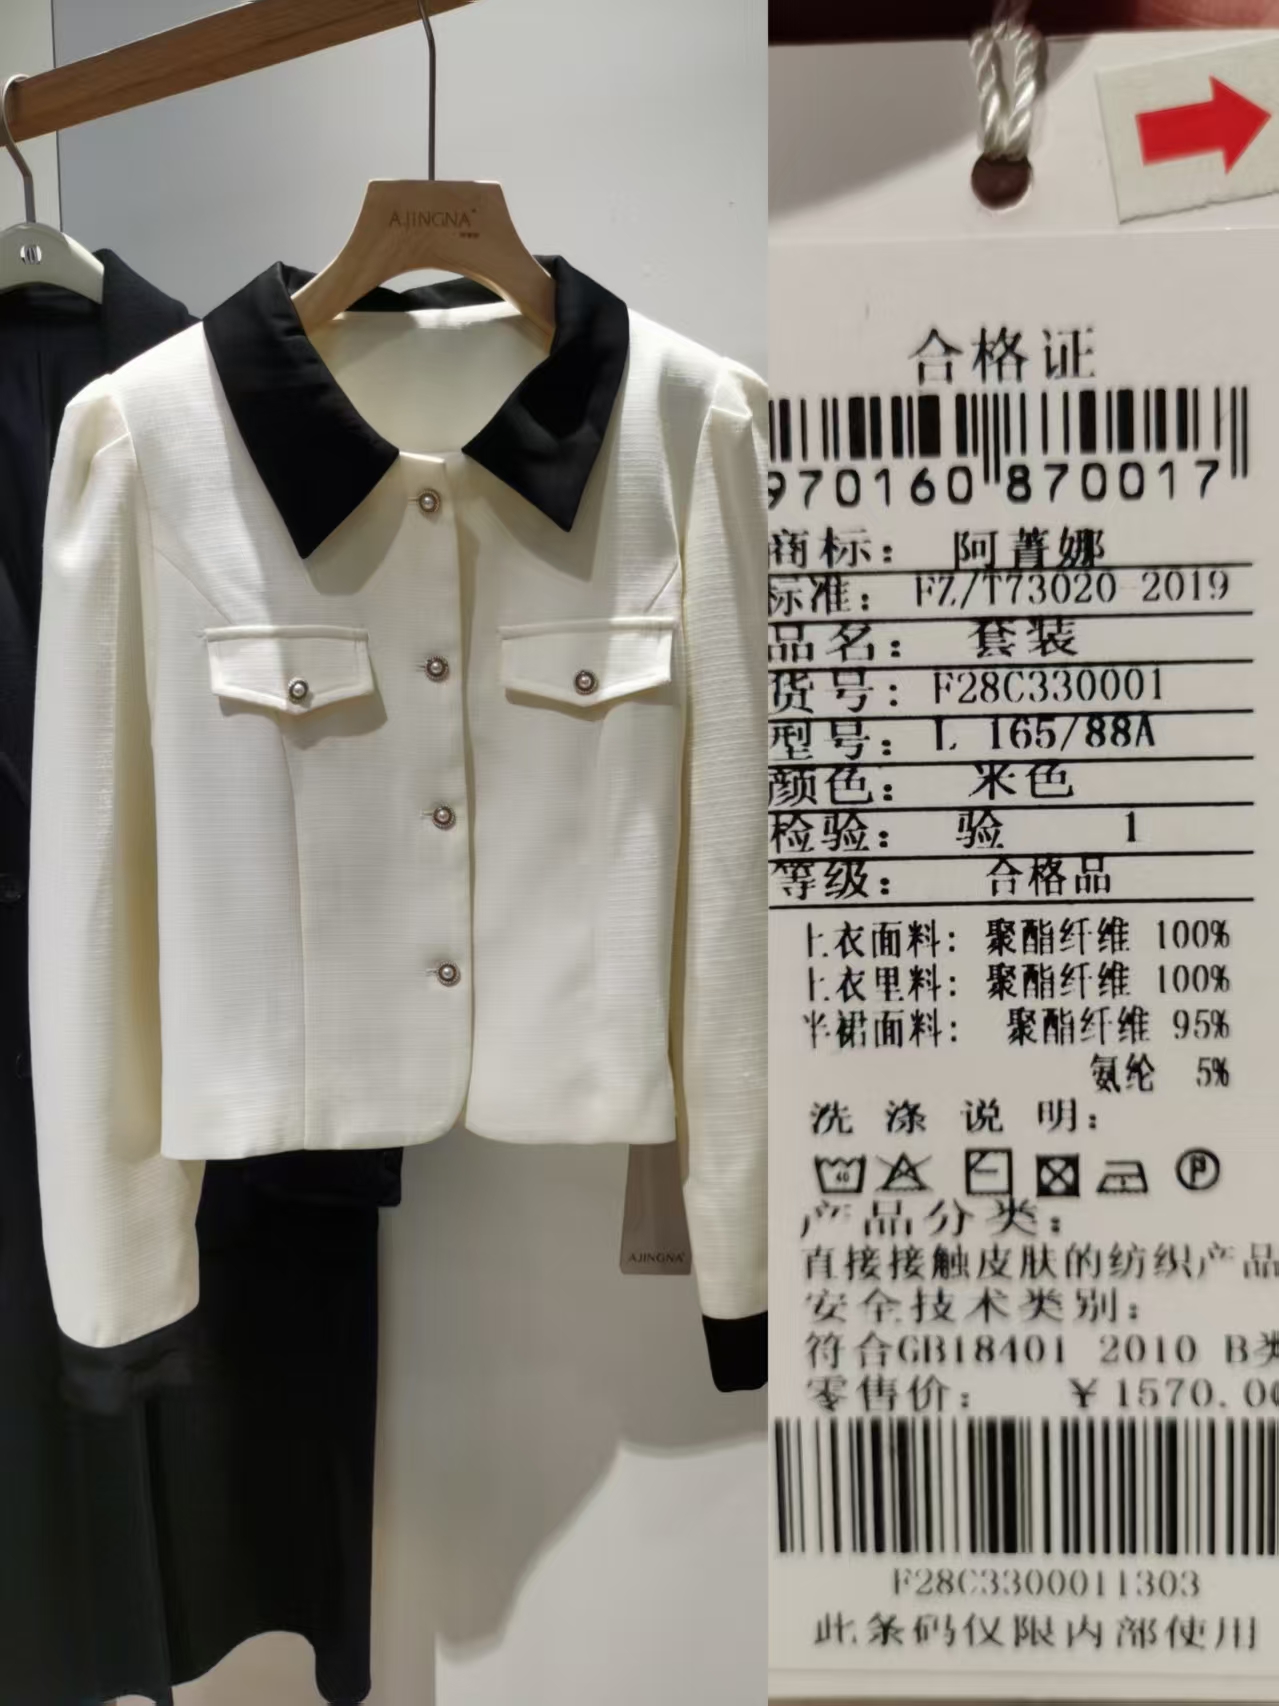 AJINGNA
AJINGNA
合格证
970160 870017
商标: 阿菁娜
标准: FZ/T73020-2019
品名: 套装
货号: F28C330001
型号: L 165/88A
颜色: 米色
检验: 验 1
等级: 合格品
上衣面料: 聚酯纤维 100%
上衣里料: 聚酯纤维 100%
半裙面料: 聚酯纤维 95%
氨纶 5%
洗涤说明:
40
P
产品分类:
直接接触皮肤的纺织产品
安全技术类别:
符合GB18401 2010 B类
零售价: ¥1570.00
F28C3300011303
此条码仅限内部使用